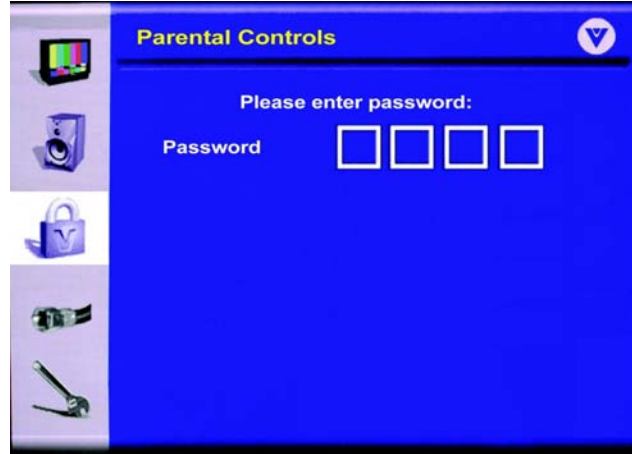 Parental Controls
V
Please enter password:
Password
V